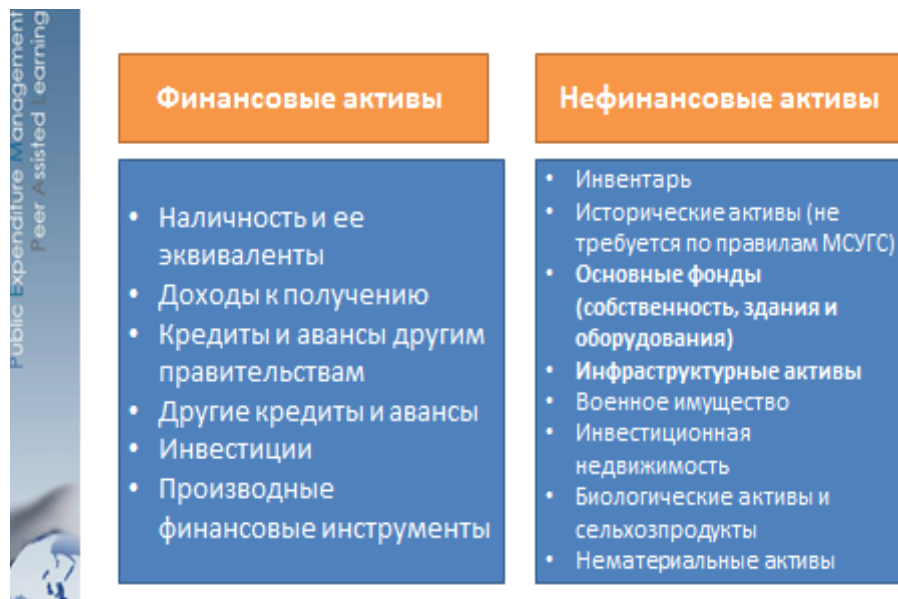 Public Expenditure Management
Peer Assisted Learning
Финансовые активы
• Наличность и ее
эквиваленты
• Доходы к получению
• Кредиты и авансы другим
правительствам
• Другие кредиты и авансы
• Инвестиции
• Производные
финансовые инструменты
Нефинансовые активы
• Инвентарь
• Исторические активы (не
требуется по правилам МСУГС)
• Основные фонды
(собственность, здания и
оборудования)
• Инфраструктурные активы
• Военное имущество
• Инвестиционная
недвижимость
• Биологические активы и
сельхозпродукты
• Нематериальные активы